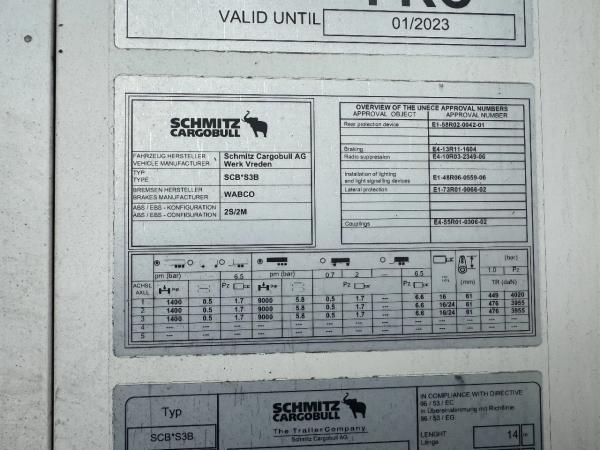 FRC
VALID UNTIL 01/2023
SCHMITZ
CARGOBULL
FAHRZEUG HERSTELLER
VEHICLE MANUFACTURER
Schmitz Cargobull AG
Werk Vreden
TYP
TYPE
SCB*S3B
BREMSEN HERSTELLER
BRAKES MANUFACTURER
WABCO
ABS / EBS - KONFIGURATION
ABS / EBS - CONFIGURATION
2S/2M
OVERVIEW OF THE UNECE APPROVAL NUMBERS
APPROVAL OBJECT APPROVAL NUMBER
Rear protection device E1-58R02-0042-01
Braking E4-13R11-1604
Radio suppression E4-10R03-2349-06
Installation of lighting
and light signalling devices E1-48R06-0559-06
Lateral protection E1-73R01-0066-02
Couplings E4-55R01-0306-02
(bar)
pm (bar) 6.5 pm (bar) 0.7 2 --- 6.5 (mm) 1.0 Pz
ACHSE
AXLE
Pz Pz TR (daN)
1 1400 0.5 1.7 9000 5.8 0.5 1.7 --- 6.6 16 61 449 4020
2 1400 0.5 1.7 9000 5.8 0.5 1.7 --- 6.6 16/24 61 476 3955
3 1400 0.5 1.7 9000 5.8 0.5 1.7 --- 6.6 16/24 61 476 3955
4 --- --- --- --- --- --- --- --- --- --- --- --- ---
5 --- --- --- --- --- --- --- --- --- --- --- --- ---
Typ
SCB*S3B
SCHMITZ
CARGOBULL
The TrailerCompany
Schmitz Cargobull AG
IN COMPLIANCE WITH DIRECTIVE
96 / 53 / EC
in Übereinstimmung mit Richtlinie
96 / 53 / EG
LENGHT
Länge
14 m